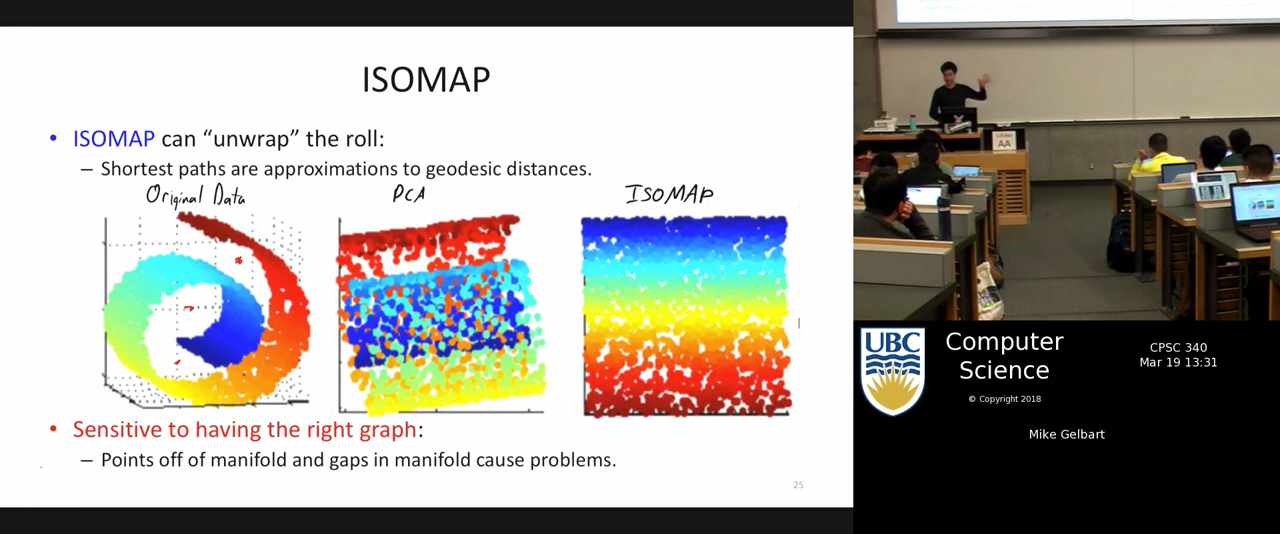 ISOMAP
• ISOMAP can “unwrap” the roll:
– Shortest paths are approximations to geodesic distances.
Original Data
PCA
ISOMAP
• Sensitive to having the right graph:
– Points off of manifold and gaps in manifold cause problems.
25
AA
UBC
Computer
Science
© Copyright 2018
CPSC 340
Mar 19 13:31
Mike Gelbart